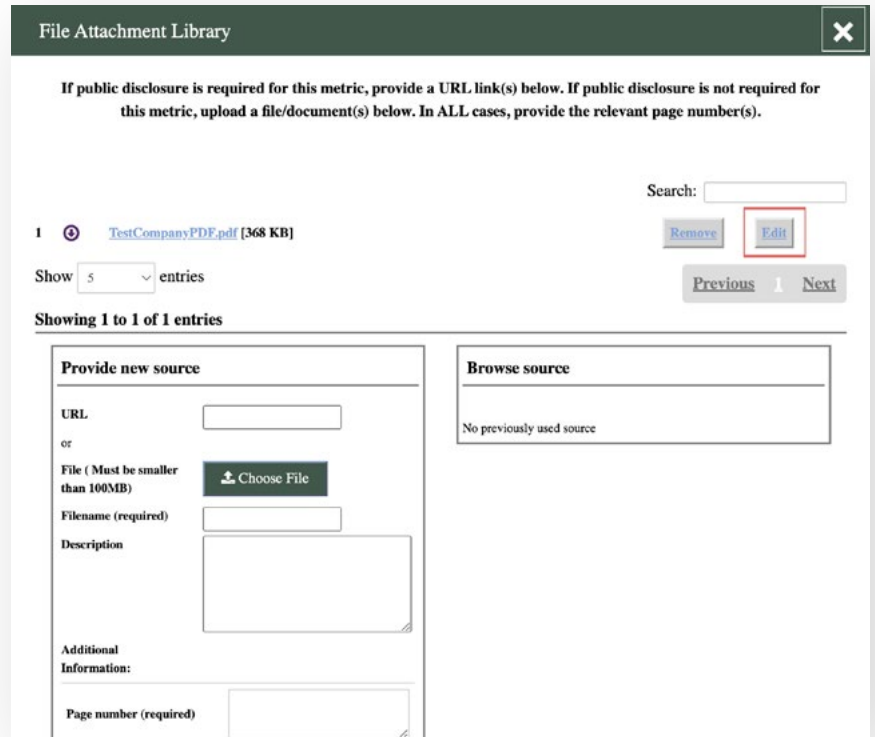 File Attachment Library
If public disclosure is required for this metric, provide a URL link(s) below. If public disclosure is not required for
this metric, upload a file/document(s) below. In ALL cases, provide the relevant page number(s).
Search:
1 TestCompanyPDF.pdf [368 KB] Remove Edit
Show 5 entries
Previous 1 Next
Showing 1 to 1 of 1 entries
Provide new source
URL
or
File ( Must be smaller
than 100MB)
Choose File
Filename (required)
Description
Additional
Information:
Page number (required)
Browse source
No previously used source